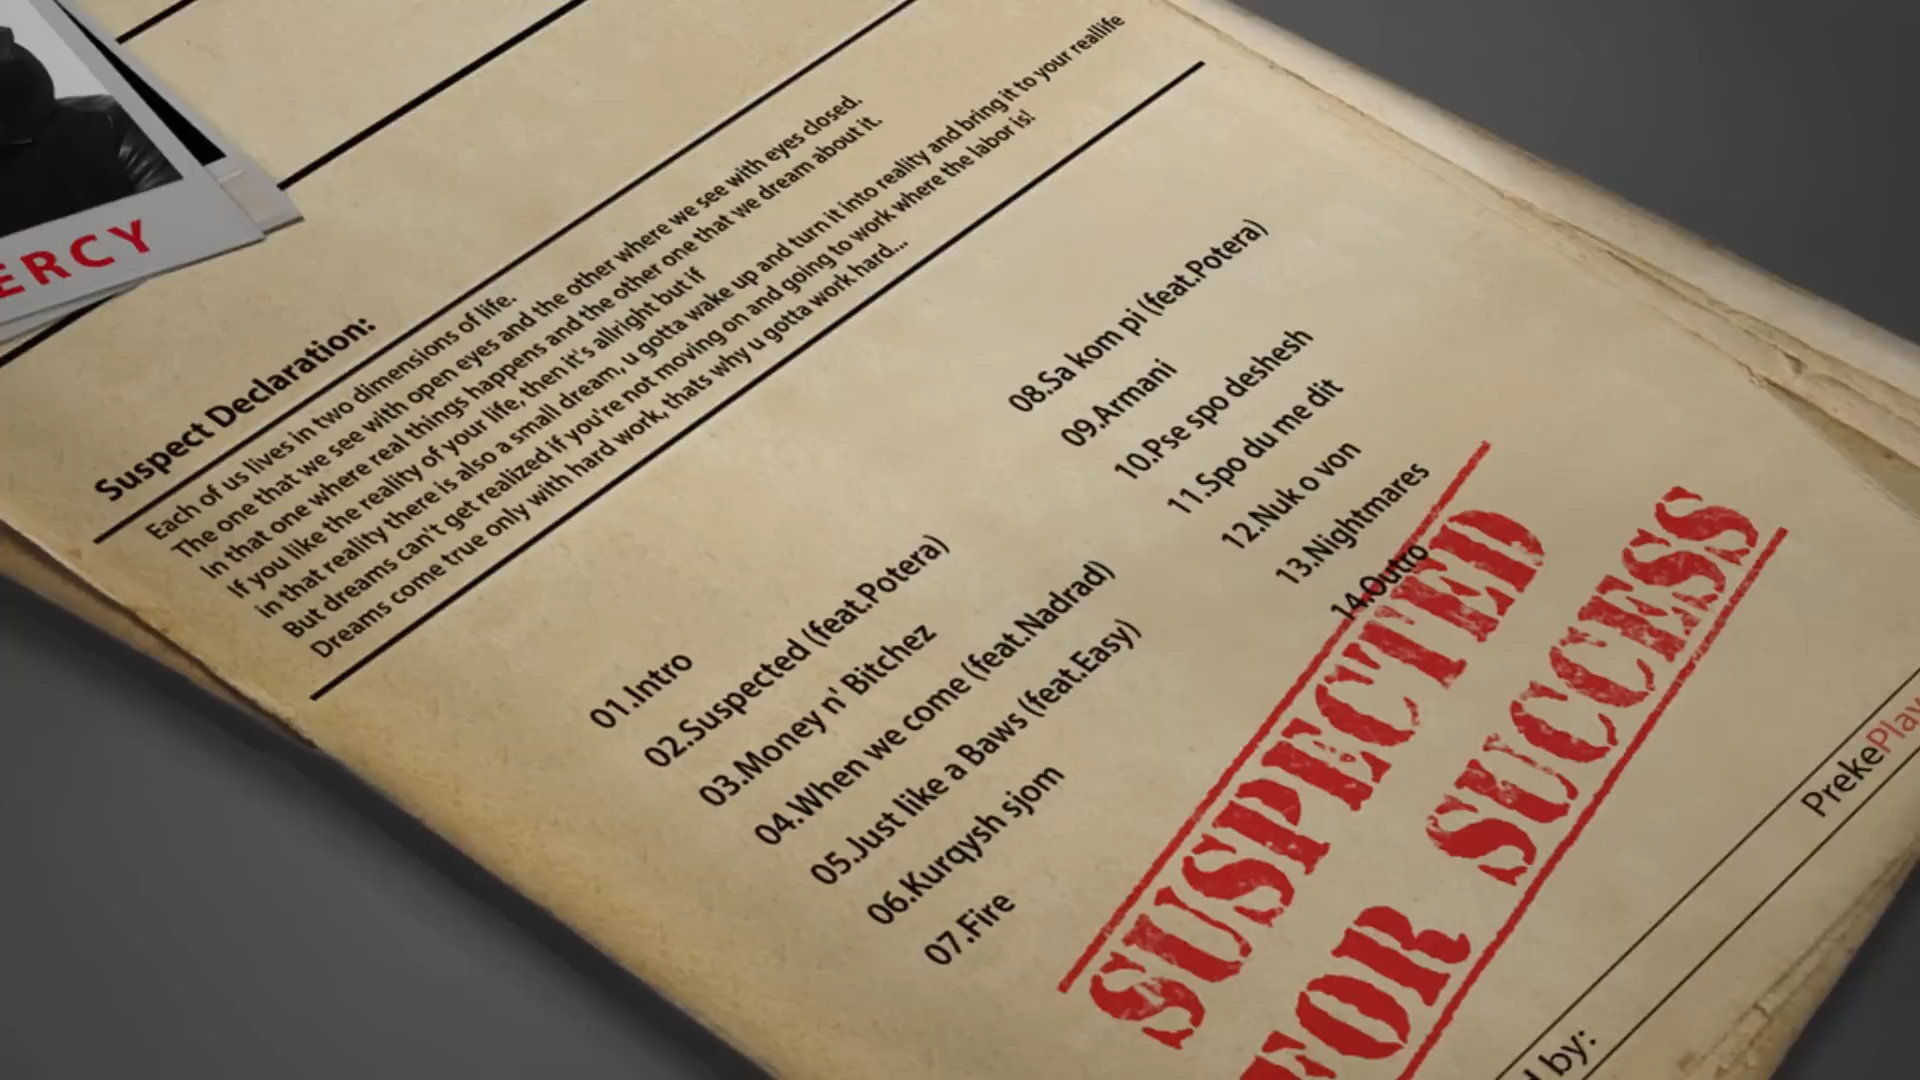 ERCY
Suspect Declaration:
Each of us lives in two dimensions of life.
The one that we see with open eyes and the other where we see with eyes closed.
In that one where real things happens and the other one that we dream about it.
If you like the reality of your life, then it's allright but if
in that reality there is also a small dream, u gotta wake up and turn it into reality and bring it to your reallife
But dreams can't get realized if you're not moving on and going to work where the labor is!
Dreams come true only with hard work, thats why u gotta work hard...
01.Intro
02.Suspected (feat.Potera)
03.Money n' Bitchez
04.When we come (feat.Nadrad)
05.Just like a Baws (feat.Easy)
06.Kurqysh sjom
07.Fire
08.Sa kom pi (feat.Potera)
09.Armani
10.Pse spo deshesh
11.Spo du me dit
12.Nuk o von
13.Nightmares
14.Outro
SUSPECTED
FOR SUCCESS
PrekePlay
d by: